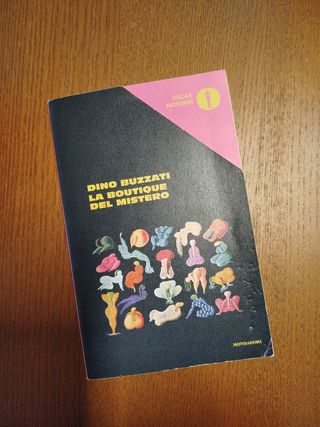 OSCAR
MODERNI
DINO BUZZATI
LA BOUTIQUE
DEL MISTERO
MONDADORI